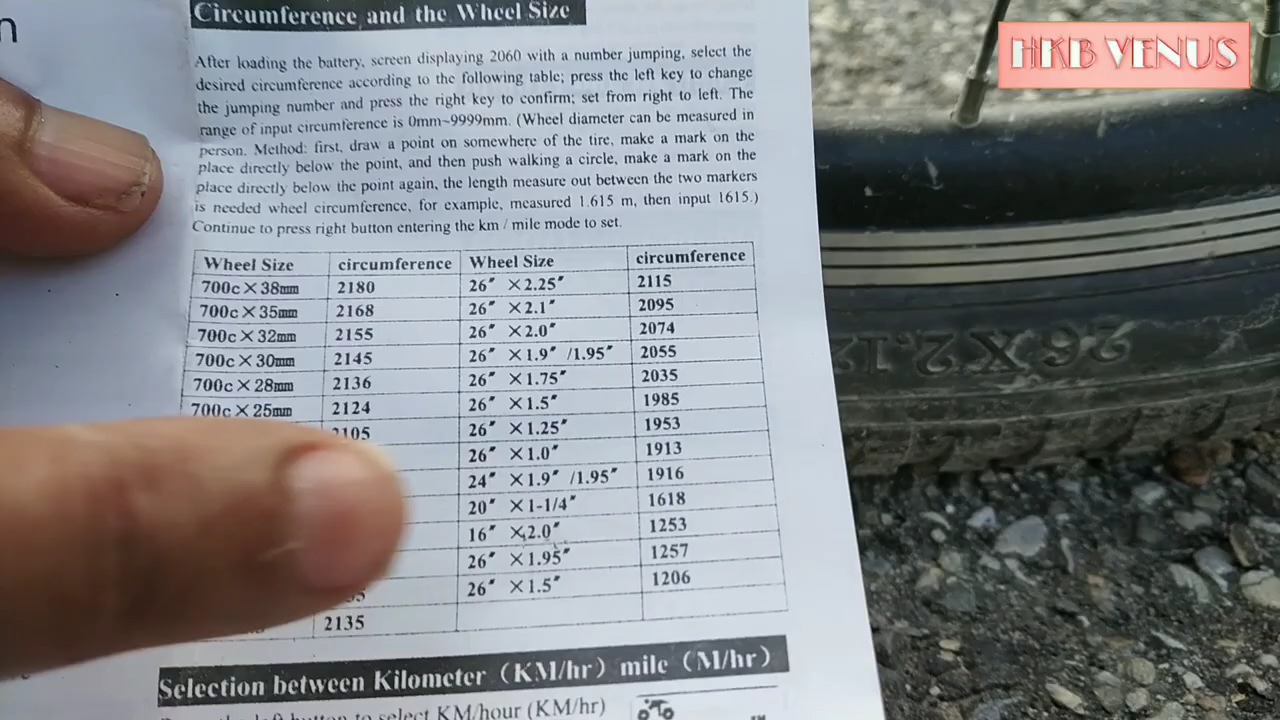 n
HKB VENUS
Circumference and the Wheel Size
After loading the battery, screen displaying 2060 with a number jumping, select the
desired circumference according to the following table; press the left key to change
the jumping number and press the right key to confirm; set from right to left. The
range of input circumference is 0mm~9999mm. (Wheel diameter can be measured in
person. Method: first, draw a point on somewhere of the tire, make a mark on the
place directly below the point, and then push walking a circle, make a mark on the
place directly below the point again, the length measure out between the two markers
is needed wheel circumference, for example, measured 1.615 m, then input 1615.)
Continue to press right button entering the km / mile mode to set.
Wheel Size circumference Wheel Size circumference
700c×38mm 2180 26″ ×2.25″ 2115
700c×35mm 2168 26″ ×2.1″ 2095
700c×32mm 2155 26″ ×2.0″ 2074
700c×30mm 2145 26″ ×1.9″ /1.95″ 2055
700c×28mm 2136 26″ ×1.75″ 2035
700c×25mm 2124 26″ ×1.5″ 1985
2105 26″ ×1.25″ 1953
26″ ×1.0″ 1913
24″ ×1.9″ /1.95″ 1916
20″ ×1-1/4″ 1618
16″ ×2.0″ 1253
26″ ×1.95″ 1257
26″ ×1.5″ 1206
2135
Selection between Kilometer (KM/hr) mile (M/hr)
button to select KM/hour (KM/hr)
26X2.12